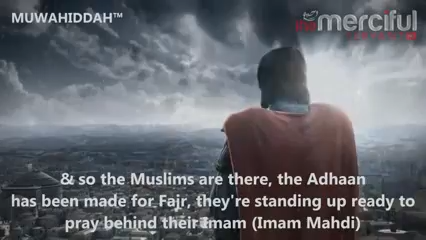 MUWAHIDDAH™
the merciful
& so the Muslims are there, the Adhaan
has been made for Fajr, they're standing up ready to
pray behind their Imam (Imam Mahdi)